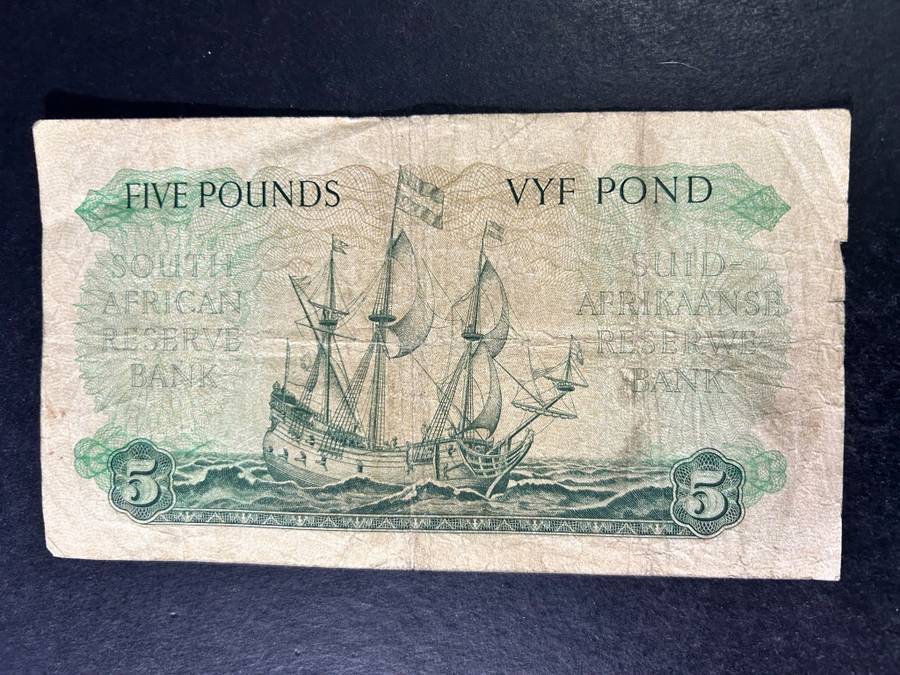 FIVE POUNDS
VYF POND
SOUTH
AFRICAN
RESERVE
BANK
SUID-
AFRIKAANSE
RESERWE-
BANK
5
5